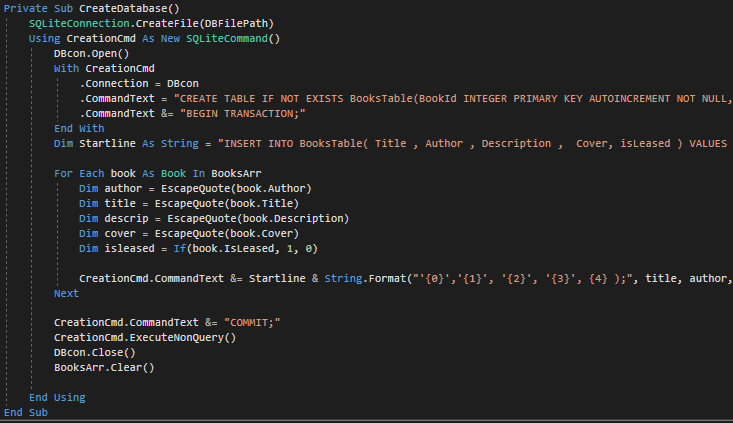 Private Sub CreateDatabase()
    SQLiteConnection.CreateFile(DBFilePath)
    Using CreationCmd As New SQLiteCommand()
        DBcon.Open()
        With CreationCmd
            .Connection = DBcon
            .CommandText = "CREATE TABLE IF NOT EXISTS BooksTable(BookId INTEGER PRIMARY KEY AUTOINCREMENT NOT NULL,
            .CommandText &= "BEGIN TRANSACTION;"
        End With
        Dim Startline As String = "INSERT INTO BooksTable( Title , Author , Description ,  Cover, isLeased ) VALUES
        For Each book As Book In BooksArr
            Dim author = EscapeQuote(book.Author)
            Dim title = EscapeQuote(book.Title)
            Dim descrip = EscapeQuote(book.Description)
            Dim cover = EscapeQuote(book.Cover)
            Dim isleased = If(book.IsLeased, 1, 0)
            CreationCmd.CommandText &= Startline & String.Format("'{0}','{1}', '{2}', '{3}', {4} );", title, author,
        Next
        CreationCmd.CommandText &= "COMMIT;"
        CreationCmd.ExecuteNonQuery()
        DBcon.Close()
        BooksArr.Clear()
    End Using
End Sub